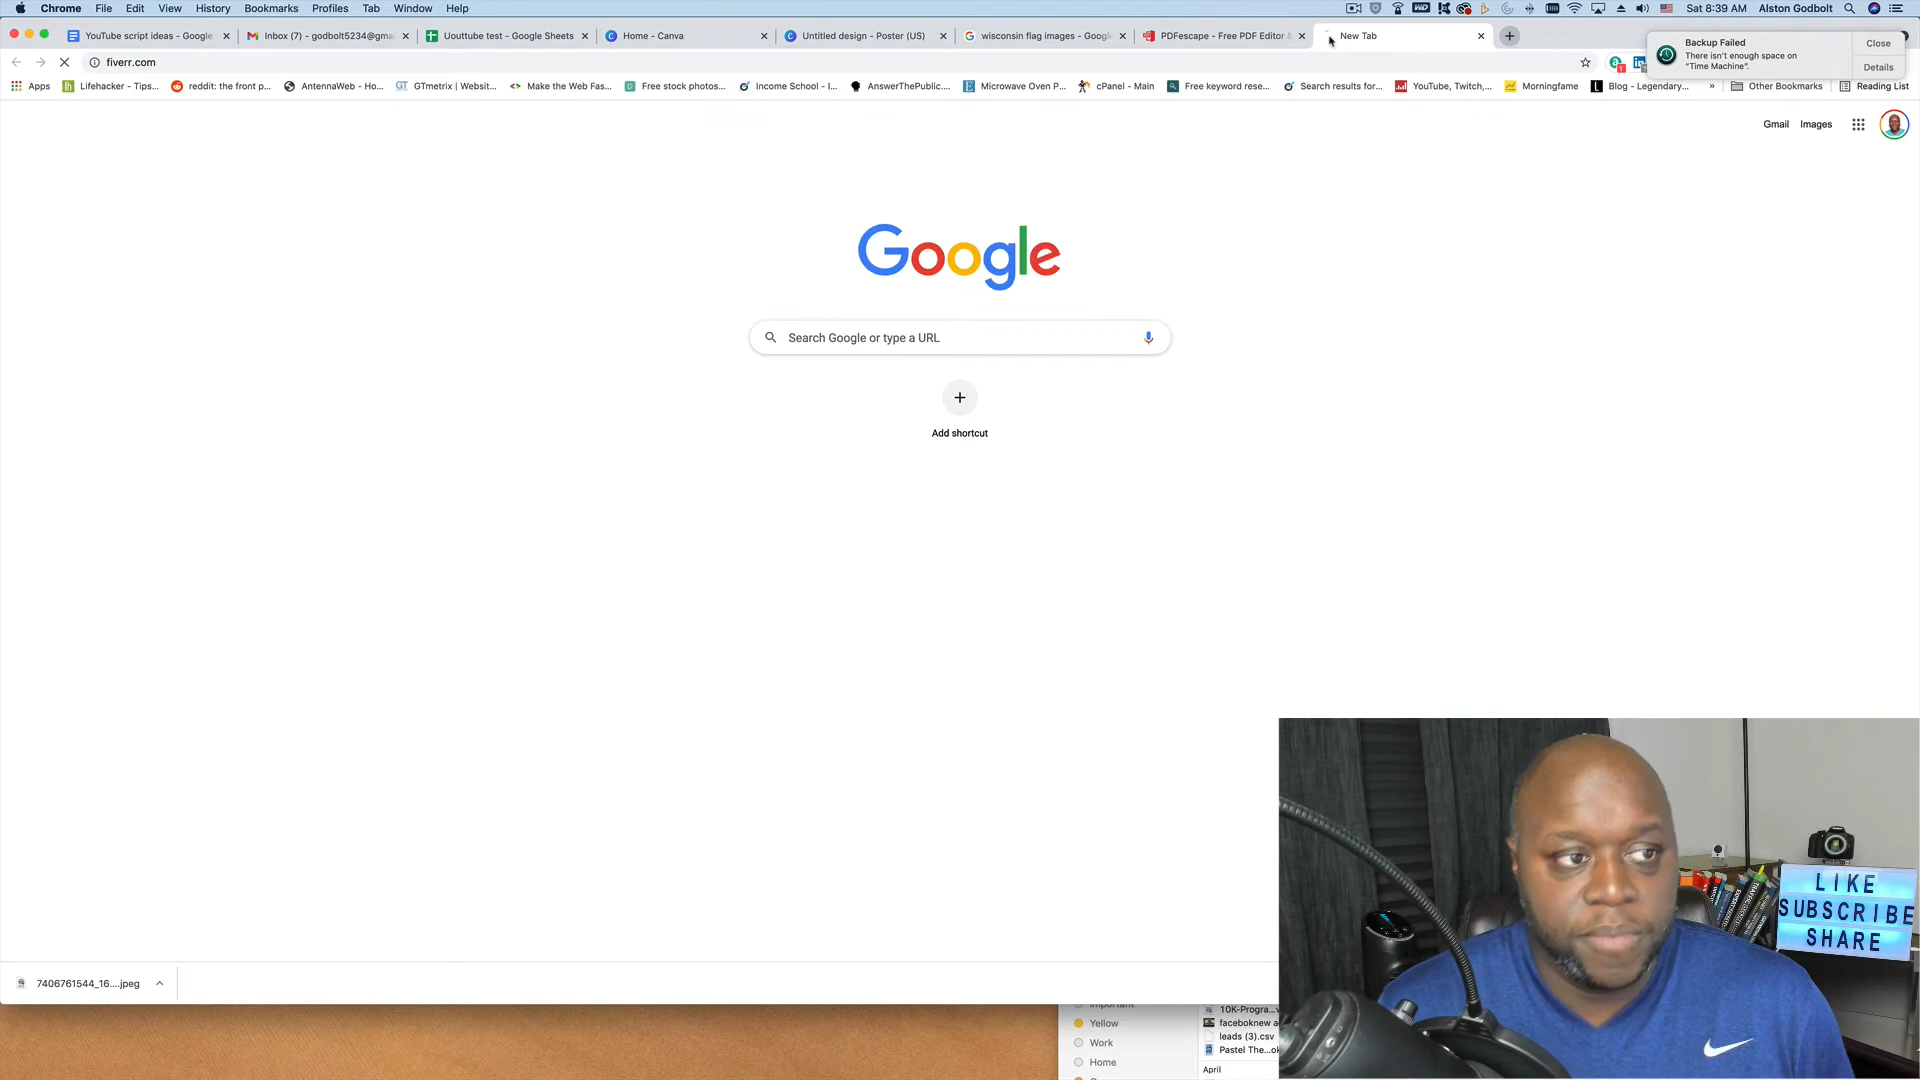 Chrome File Edit View History Bookmarks Profiles Tab Window Help
Sat 8:39 AM Alston Godbolt
YouTube script ideas - Google
Inbox (7) - godbolt5234@gma
Uouttube test - Google Sheets
Home - Canva
Untitled design - Poster (US)
wisconsin flag images - Google
PDFescape - Free PDF Editor &
New Tab
Backup Failed
There isn't enough space on
"Time Machine".
Close
Details
fiverr.com
Apps
Lifehacker - Tips...
reddit: the front p...
AntennaWeb - Ho...
GTmetrix | Websit...
Make the Web Fas...
Free stock photos...
Income School - I...
AnswerThePublic....
Microwave Oven P...
cPanel - Main
Free keyword rese...
Search results for...
YouTube, Twitch,...
Morningfame
Blog - Legendary...
»
Other Bookmarks
Reading List
Gmail Images
Google
Search Google or type a URL
Add shortcut
7406761544_16....jpeg
Important
Yellow
Work
Home
10K-Progra...
faceboknew a
leads (3).csv
Pastel The...ok
April
LIKE
SUBSCRIBE
SHARE